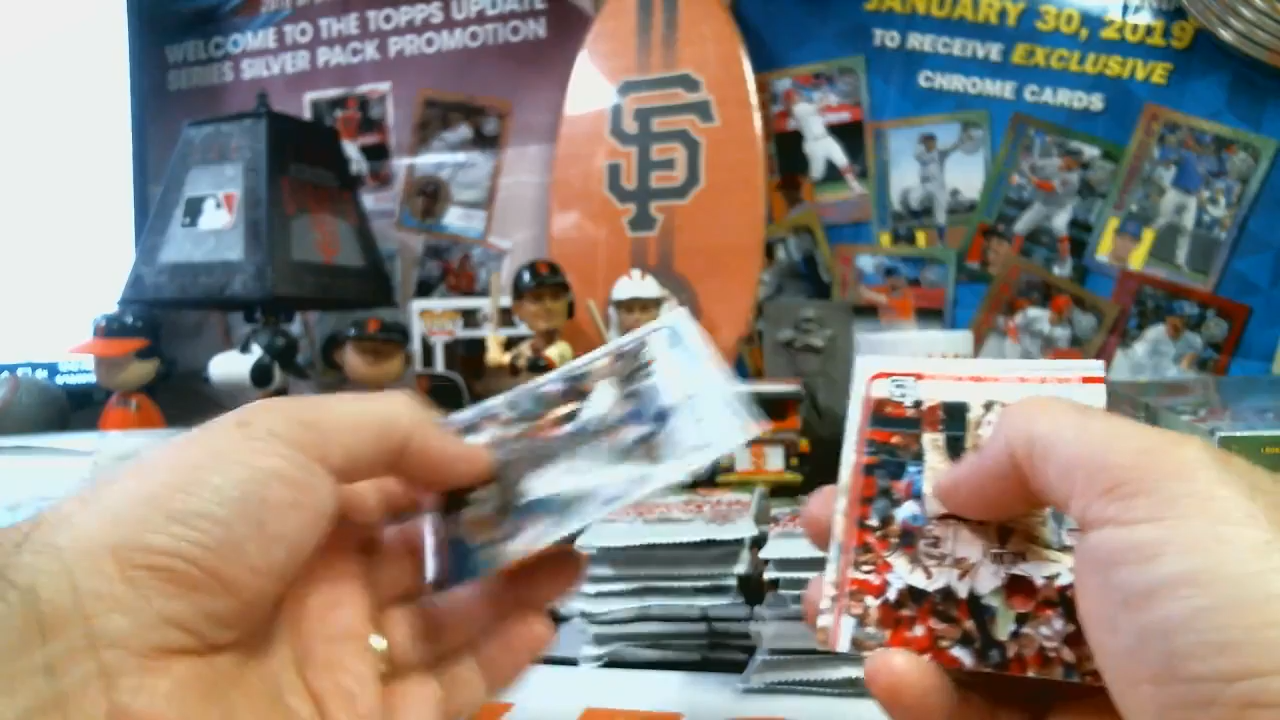 WELCOME TO THE TOPPS UPDATE
SERIES SILVER PACK PROMOTION
JANUARY 30, 2019
TO RECEIVE EXCLUSIVE
CHROME CARDS
SF